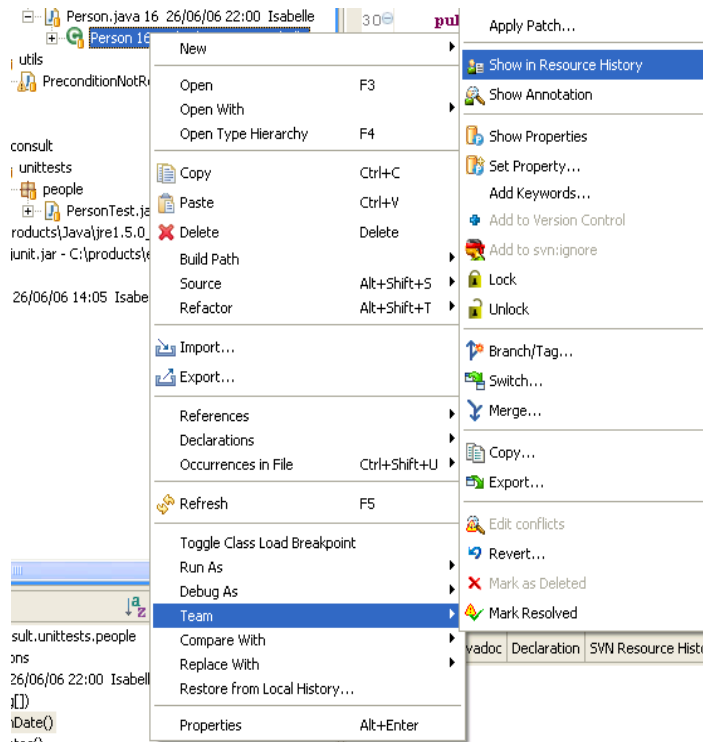 Person.java 16 26/06/06 22:00 Isabelle
Person 16
utils
PreconditionNotR
consult
unittests
people
PersonTest.ja
roducts\Java\jre1.5.0_
junit.jar - C:\products\e
26/06/06 14:05 Isabe
30
pul
New
Open F3
Open With
Open Type Hierarchy F4
Copy Ctrl+C
Paste Ctrl+V
Delete Delete
Build Path
Source Alt+Shift+S
Refactor Alt+Shift+T
Import...
Export...
References
Declarations
Occurrences in File Ctrl+Shift+U
Refresh F5
Toggle Class Load Breakpoint
Run As
Debug As
Team
Compare With
Replace With
Restore from Local History...
Properties Alt+Enter
Apply Patch...
Show in Resource History
Show Annotation
Show Properties
Set Property...
Add Keywords...
Add to Version Control
Add to svn:ignore
Lock
Unlock
Branch/Tag...
Switch...
Merge...
Copy...
Export...
Edit conflicts
Revert...
Mark as Deleted
Mark Resolved
vadoc Declaration SVN Resource Histo
a z
sult.unittests.people
ons
26/06/06 22:00 Isabell
g[])
nDate()